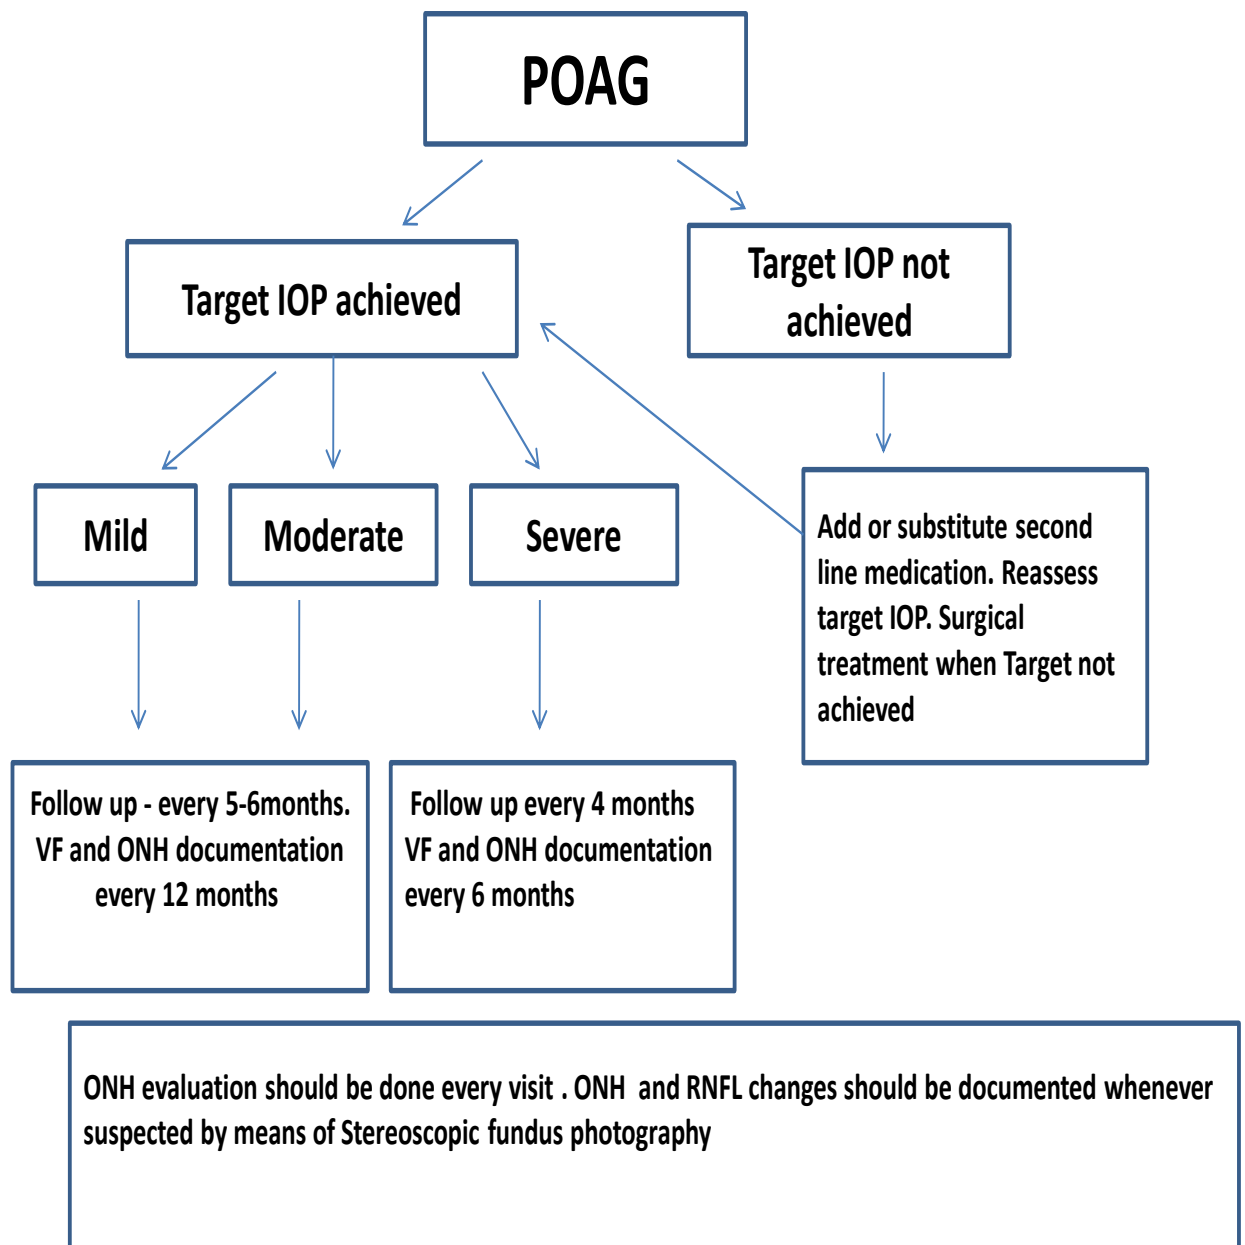 POAG
Target IOP achieved
Target IOP not
achieved
Mild
Moderate
Severe
Add or substitute second
line medication. Reassess
target IOP. Surgical
treatment when Target not
achieved
Follow up - every 5-6months.
VF and ONH documentation
every 12 months
Follow up every 4 months
VF and ONH documentation
every 6 months
ONH evaluation should be done every visit . ONH and RNFL changes should be documented whenever
suspected by means of Stereoscopic fundus photography